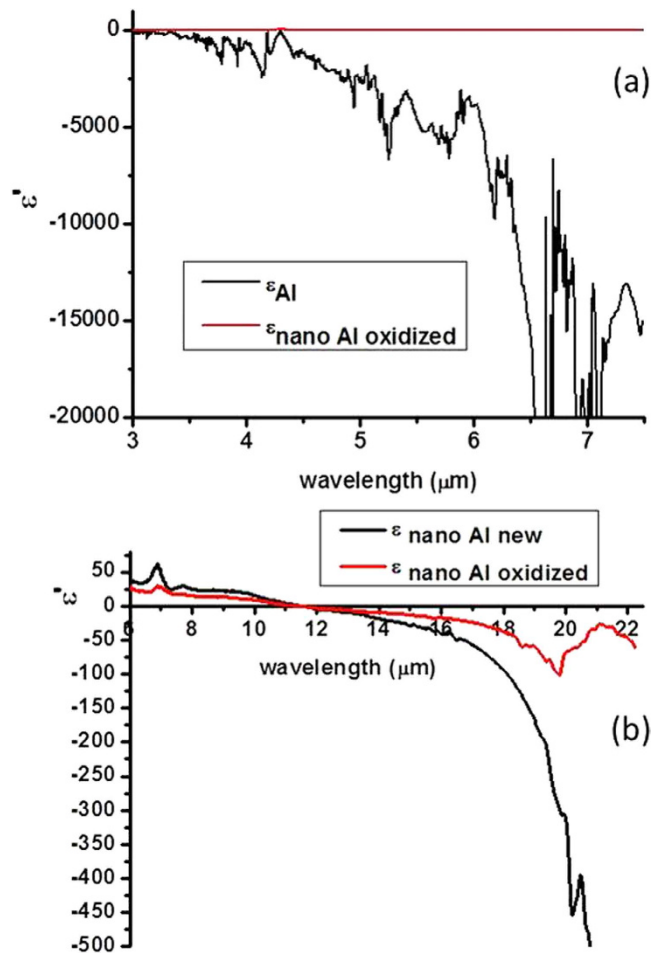 0
-5000
-10000
-15000
-20000
ε'
(a)
εAl
εnano Al oxidized
3 4 5 6 7
wavelength (μm)
ε nano Al new
ε nano Al oxidized
50
0
-50
-100
-150
-200
-250
-300
-350
-400
-450
-500
ε'
6 8 10 12 14 16 18 20 22
wavelength (μm)
(b)